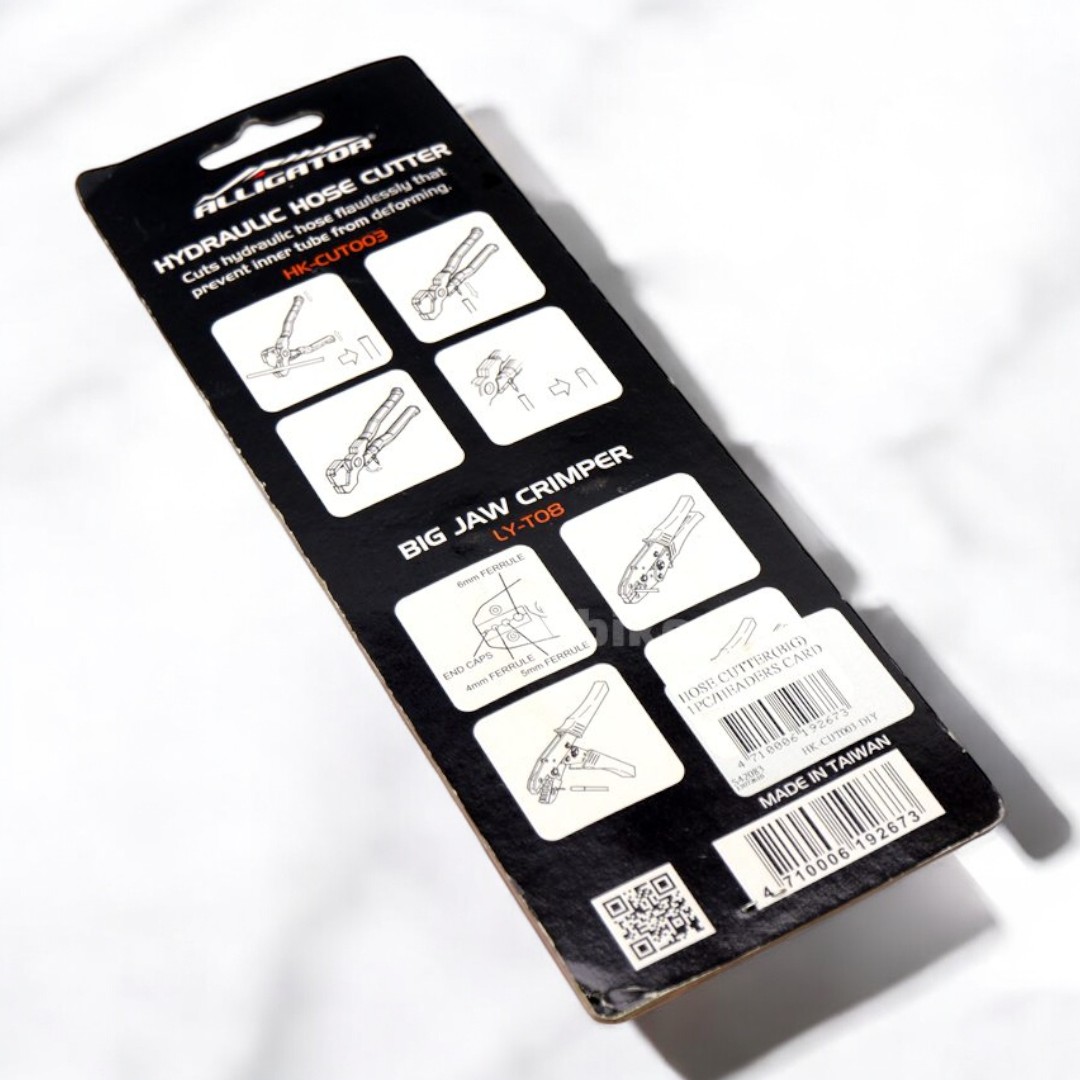 ALLIGATOR
HYDRAULIC HOSE CUTTER
Cuts hydraulic hose flawlessly that
prevent inner tube from deforming.
HK-CUT003
BIG JAW CRIMPER
LY-T08
6mm FERRULE
END CAPS
4mm FERRULE
5mm FERRULE
bike
HOSE CUTTER(BIG)
1PC/HEADERS CARD
4 710006 192673
HK-CUT001-DIY
MADE IN TAIWAN
4 710006 192673